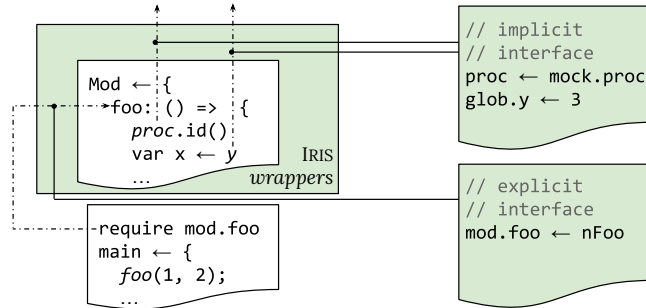 Mod ← {
foo: () => {
proc.id()
var x ← y
...
IRIS
wrappers
require mod.foo
main ← {
foo(1, 2);
...
// implicit
// interface
proc ← mock.proc
glob.y ← 3
// explicit
// interface
mod.foo ← nFoo